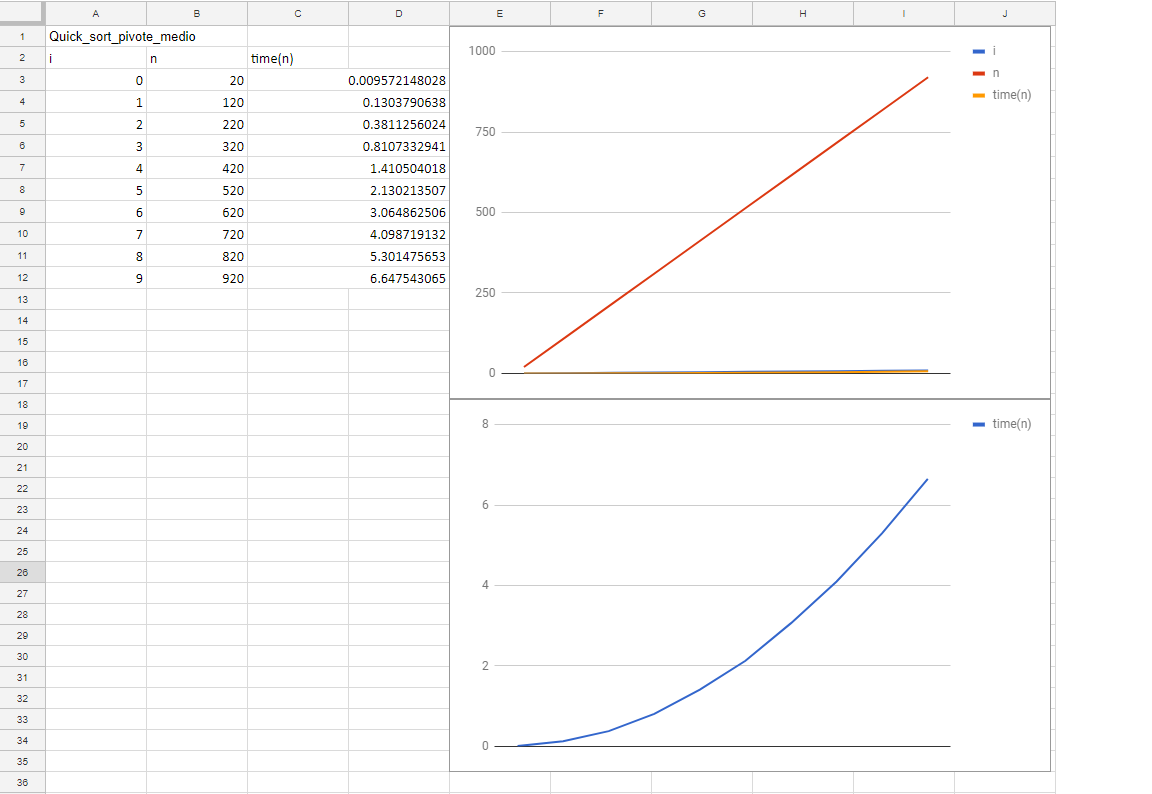 A B C D E F G H I J
1 Quick_sort_pivote_medio
2 i n time(n)
3 0 20 0.009572148028
4 1 120 0.1303790638
5 2 220 0.3811256024
6 3 320 0.8107332941
7 4 420 1.410504018
8 5 520 2.130213507
9 6 620 3.064862506
10 7 720 4.098719132
11 8 820 5.301475653
12 9 920 6.647543065
13
14
15
16
17
18
19
20
21
22
23
24
25
26
27
28
29
30
31
32
33
34
35
36
1000
750
500
250
0
i
n
time(n)
8
6
4
2
0
time(n)